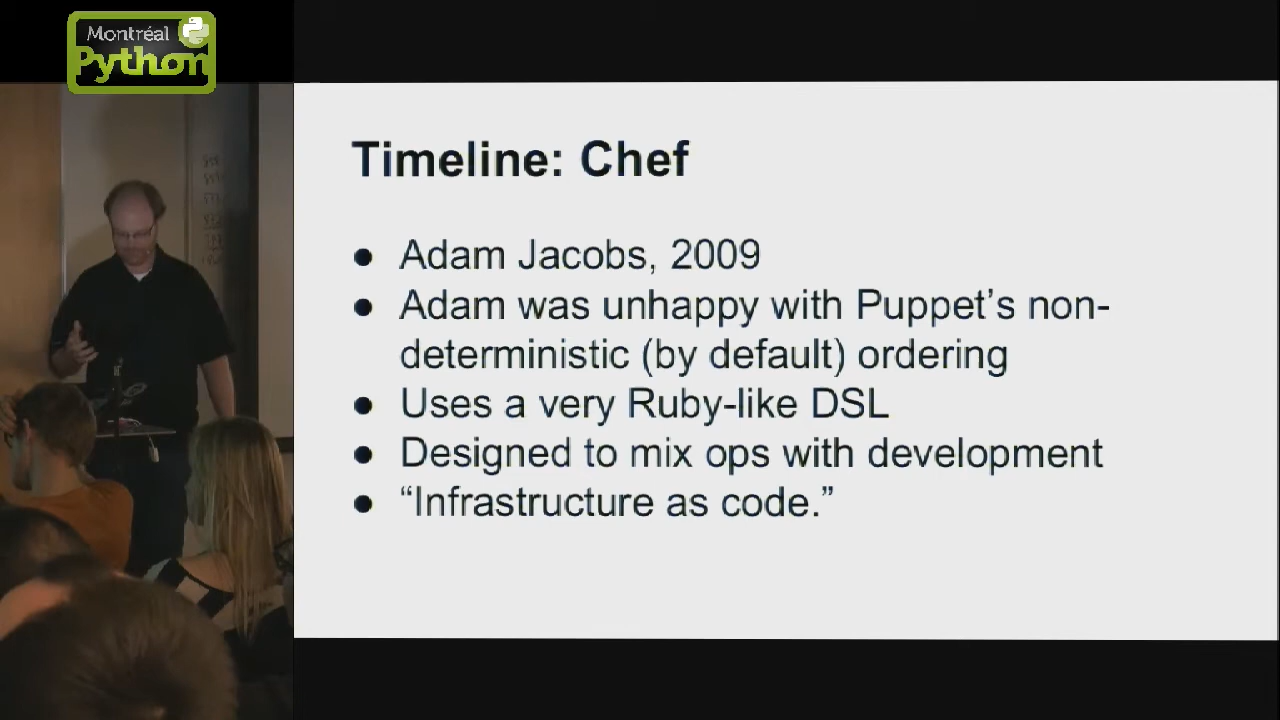 Montréal
Python
Timeline: Chef
● Adam Jacobs, 2009
● Adam was unhappy with Puppet’s non-
deterministic (by default) ordering
● Uses a very Ruby-like DSL
● Designed to mix ops with development
● “Infrastructure as code.”